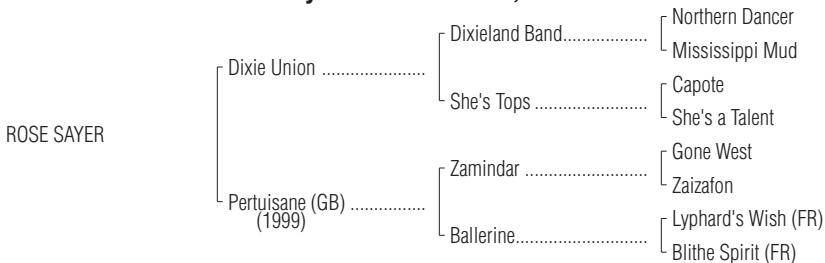 Northern Dancer
Dixieland Band..................
Mississippi Mud
Dixie Union ......................
Capote
She's Tops ........................
She's a Talent
ROSE SAYER
Gone West
Zamindar ..........................
Zaizafon
Pertuisane (GB) ................
(1999)
Lyphard's Wish (FR)
Ballerine............................
Blithe Spirit (FR)